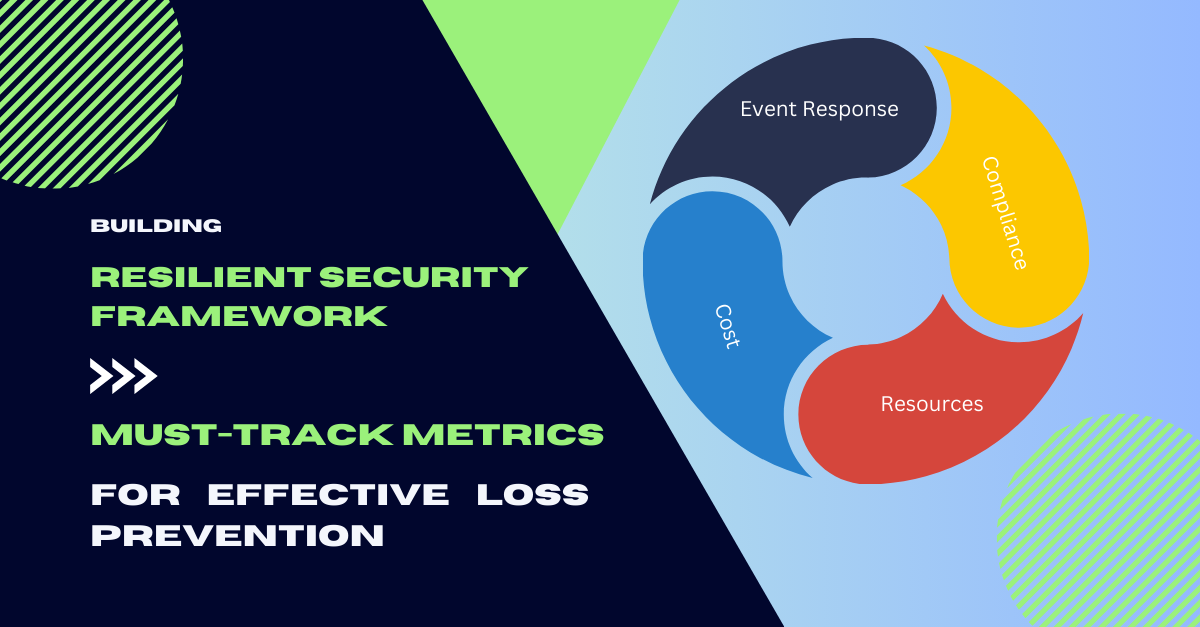 BUILDING
RESILIENT SECURITY
FRAMEWORK
MUST-TRACK METRICS
FOR EFFECTIVE LOSS
PREVENTION
Event Response
Compliance
Resources
Cost